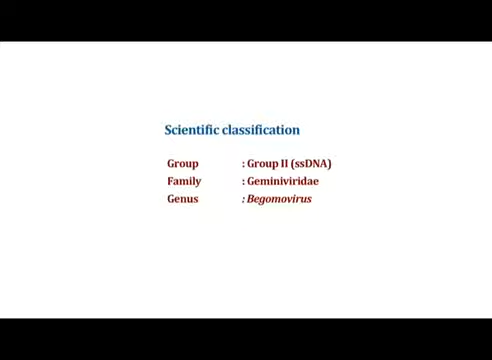 Scientific classification
Group : Group II (ssDNA)
Family : Geminiviridae
Genus : Begomovirus